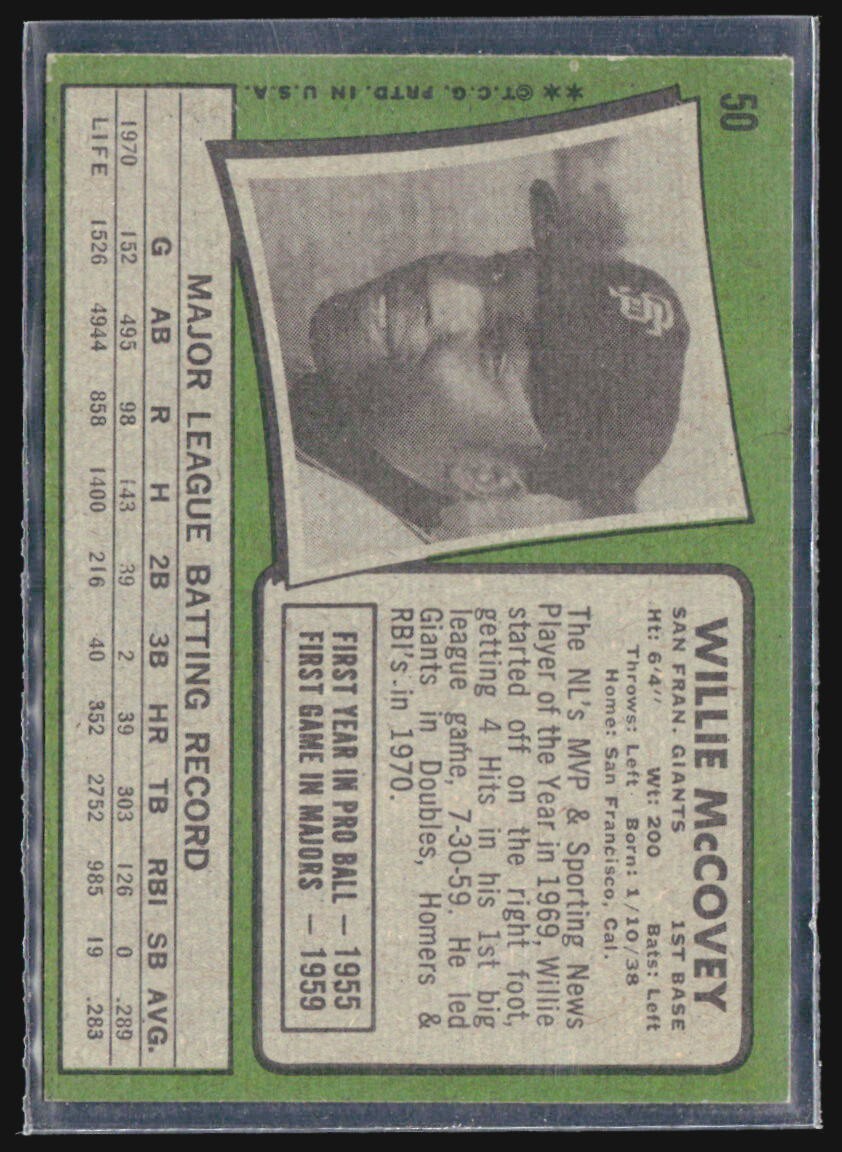 50
**©T.C.G. PRTD. IN U.S.A.
SF
WILLIE McCOVEY
SAN FRAN. GIANTS 1ST BASE
Ht: 6'4" Wt: 200 Bats: Left
Throws: Left Born: 1/10/38
Home: San Francisco, Cal.
The NL's MVP & Sporting News
Player of the Year in 1969, Willie
started off on the right foot,
getting 4 Hits in his 1st big
league game, 7-30-59. He led
Giants in Doubles, Homers &
RBI's in 1970.
FIRST YEAR IN PRO BALL — 1955
FIRST GAME IN MAJORS — 1959
MAJOR LEAGUE BATTING RECORD
G AB R H 2B 3B HR TB RBI SB AVG.
1970 152 495 98 143 39 2 39 303 126 0 .289
LIFE 1526 4944 858 1400 216 40 352 2752 985 19 .283